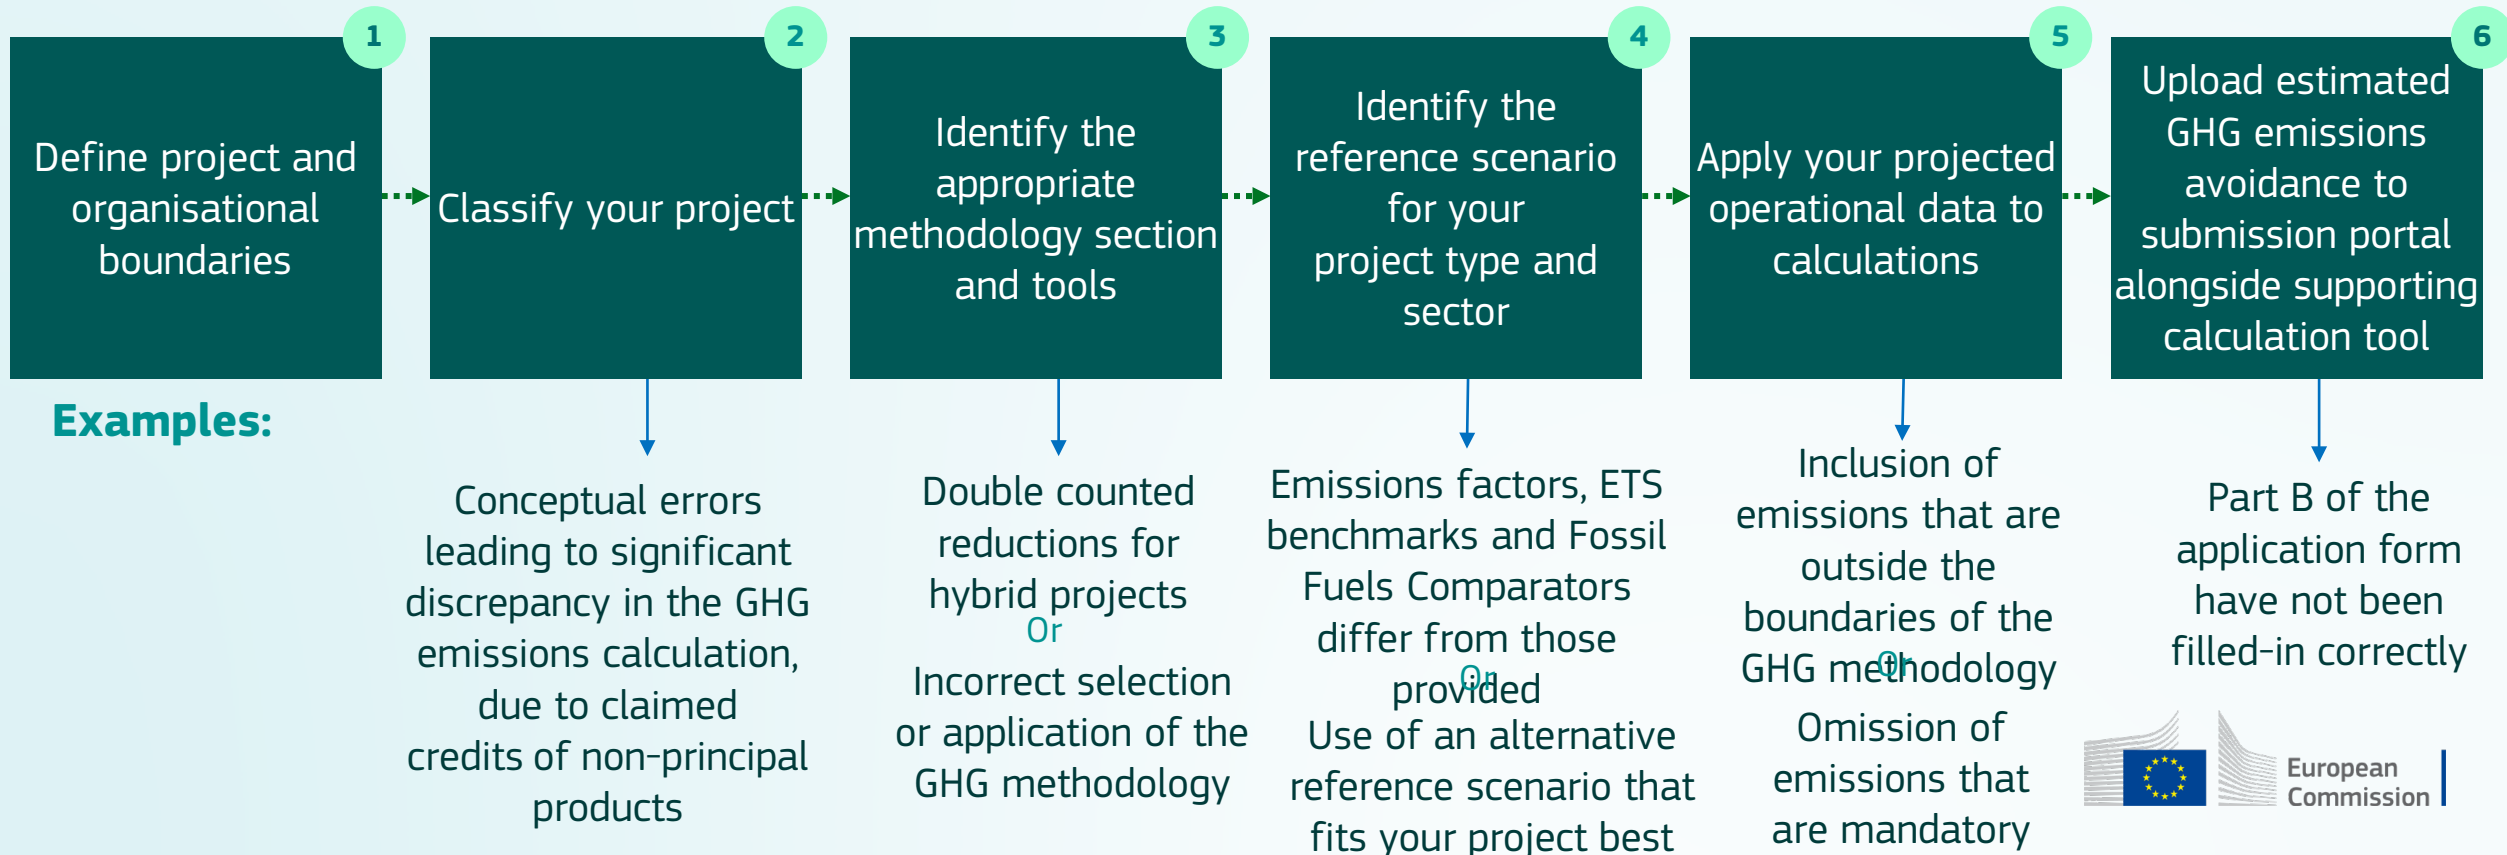 1
Define project and
organisational
boundaries
2
Classify your project
3
Identify the
appropriate
methodology section
and tools
4
Identify the
reference scenario
for your
project type and
sector
5
Apply your projected
operational data to
calculations
6
Upload estimated
GHG emissions
avoidance to
submission portal
alongside supporting
calculation tool
Examples:
Conceptual errors
leading to significant
discrepancy in the GHG
emissions calculation,
due to claimed
credits of non-principal
products
Double counted
reductions for
hybrid projects
Or
Incorrect selection
or application of the
GHG methodology
Emissions factors, ETS
benchmarks and Fossil
Fuels Comparators
differ from those
provided
Or
Use of an alternative
reference scenario that
fits your project best
Inclusion of
emissions that are
outside the
boundaries of the
GHG methodology
Or
Omission of
emissions that
are mandatory
Part B of the
application form
have not been
filled-in correctly
European
Commission